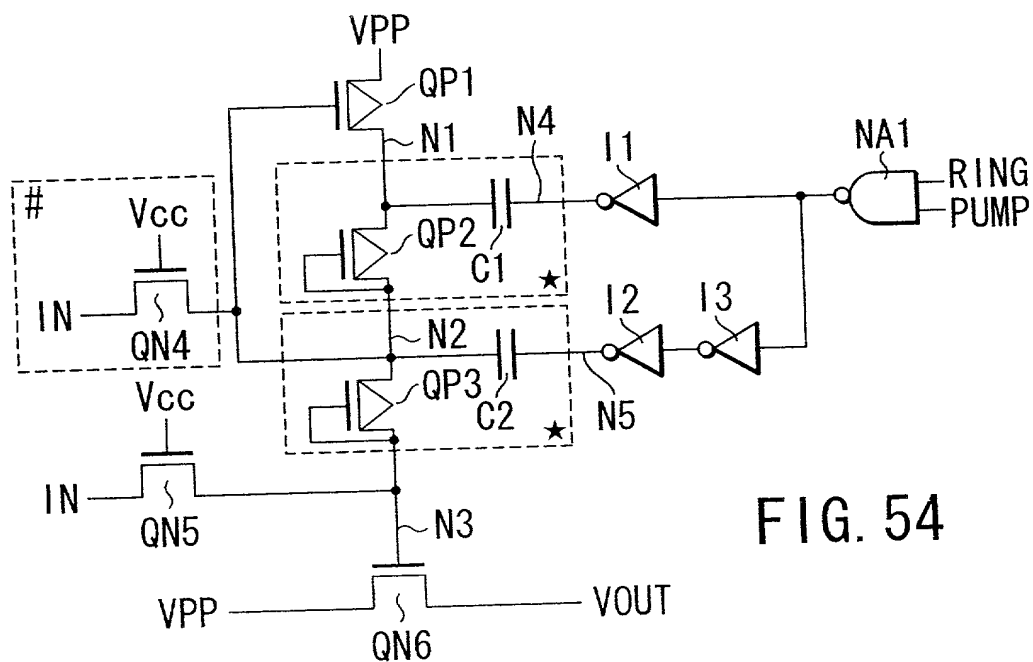 VPP
QP1
N1
N4
I1
NA1
RING
PUMP
#
Vcc
QP2
C1
★
IN
QN4
N2
I2
I3
Vcc
QP3
C2
★
N5
IN
QN5
N3
FIG. 54
VPP
VOUT
QN6